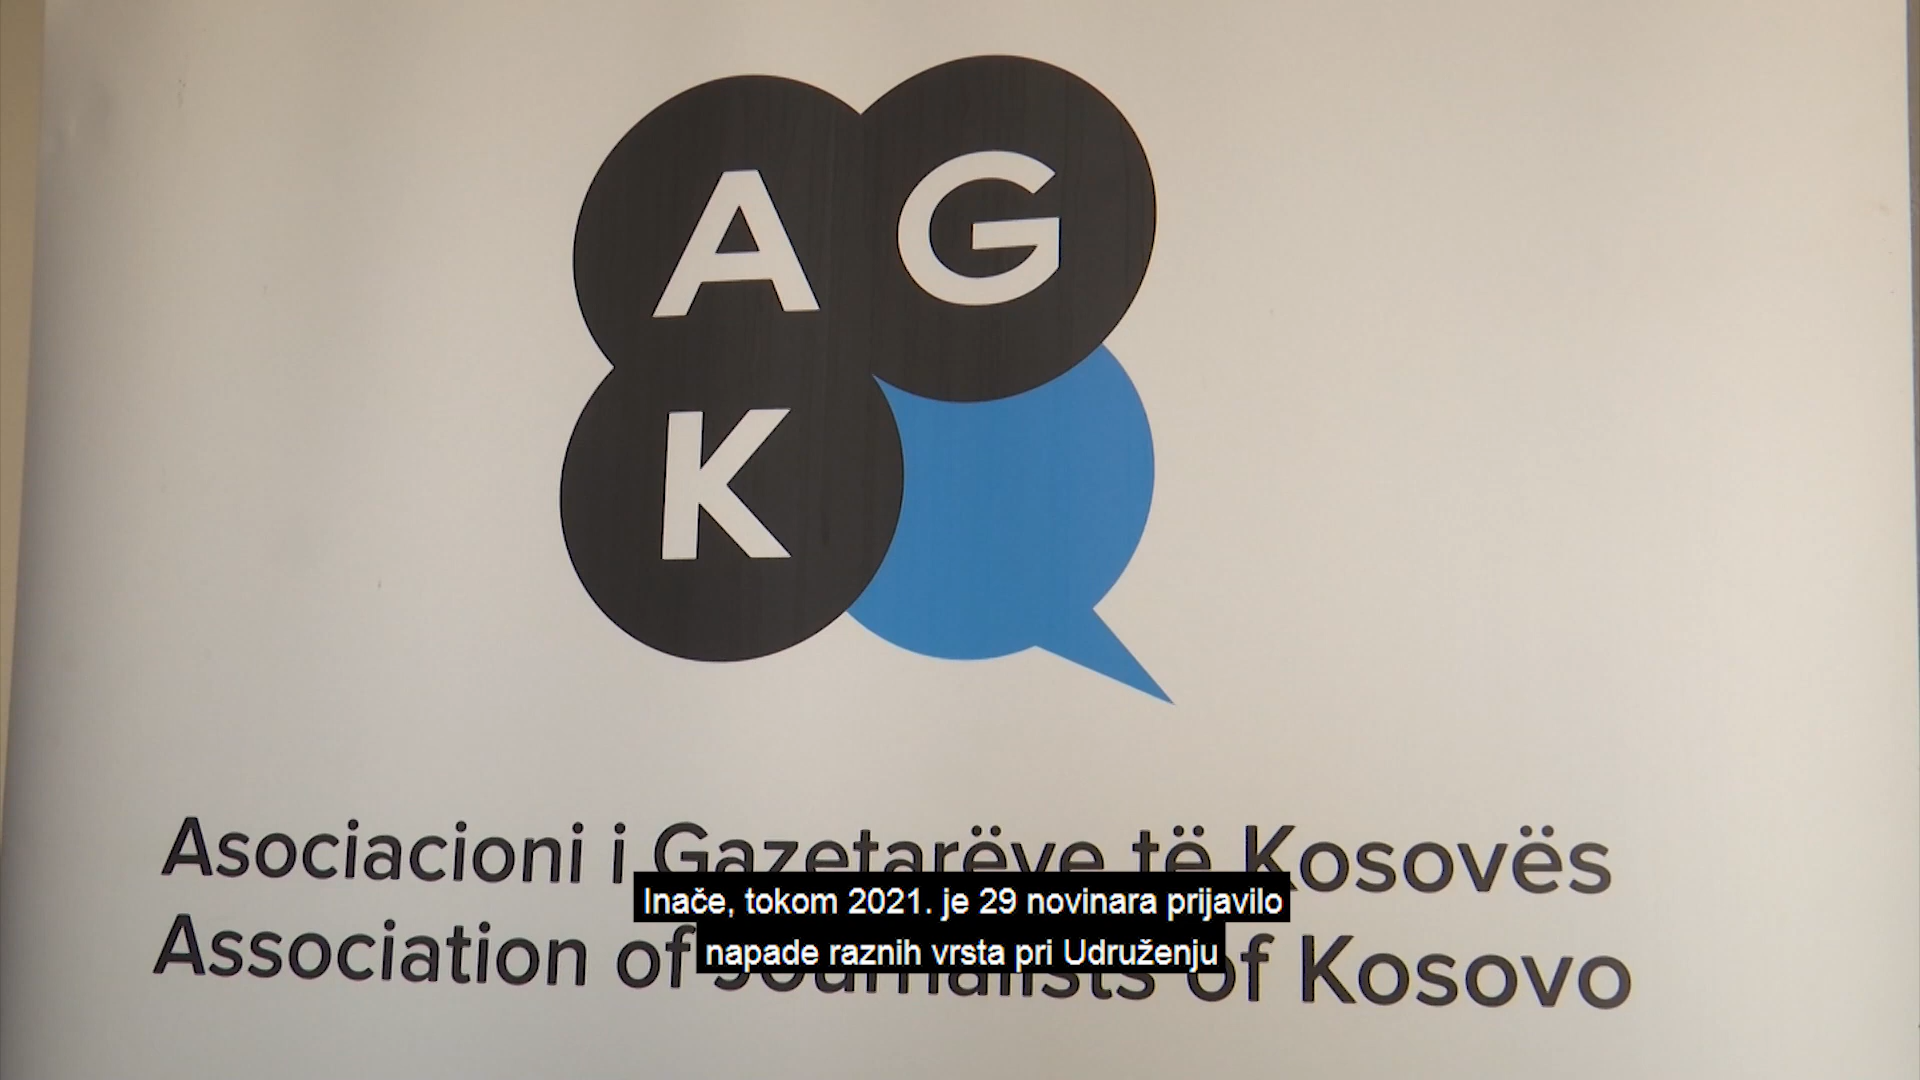 A G
K
Asociacioni i Gazetarëve të Kosovës
Inače, tokom 2021. je 29 novinara prijavilo
napade raznih vrsta pri Udruženju
Association of Journalists of Kosovo